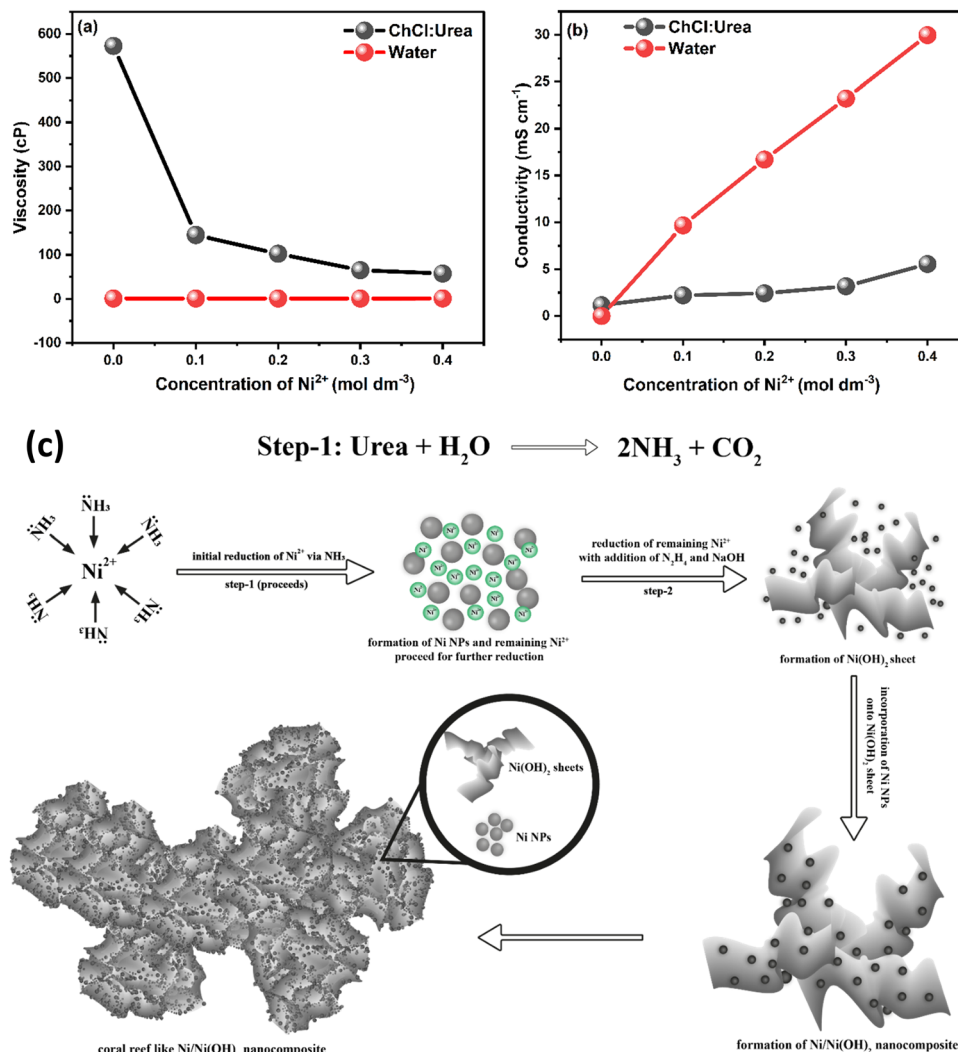 (a)
ChCl:Urea
Water
600
500
400
300
200
100
0
-100
Viscosity (cP)
0.0 0.1 0.2 0.3 0.4
Concentration of Ni²⁺ (mol dm⁻³)
(b)
ChCl:Urea
Water
30
25
20
15
10
5
0
Conductivity (mS cm⁻¹)
0.0 0.1 0.2 0.3 0.4
Concentration of Ni²⁺ (mol dm⁻³)
(c)
Step-1: Urea + H₂O 2NH₃ + CO₂
N̈H₃
N̈H₃
N̈H₃
Ni²⁺
N̈H₃
N̈H₃
N̈H₃
initial reduction of Ni²⁺ via NH₃
step-1 (proceeds)
formation of Ni NPs and remaining Ni²⁺
proceed for further reduction
reduction of remaining Ni²⁺
with addition of N₂H₄ and NaOH
step-2
formation of Ni(OH)₂ sheet
incorporation of Ni NPs
onto Ni(OH)₂ sheet
Ni(OH)₂ sheets
Ni NPs
coral reef like Ni/Ni(OH)₂ nanocomposite
formation of Ni/Ni(OH)₂ nanocomposite